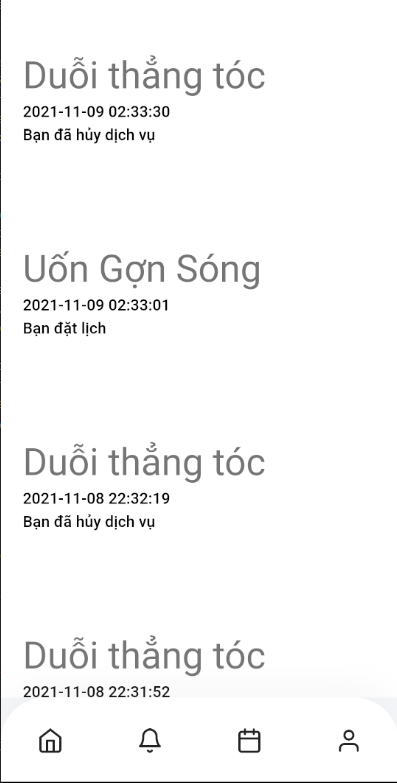 Duỗi thẳng tóc
2021-11-09 02:33:30
Bạn đã hủy dịch vụ
Uốn Gợn Sóng
2021-11-09 02:33:01
Bạn đặt lịch
Duỗi thẳng tóc
2021-11-08 22:32:19
Bạn đã hủy dịch vụ
Duỗi thẳng tóc
2021-11-08 22:31:52